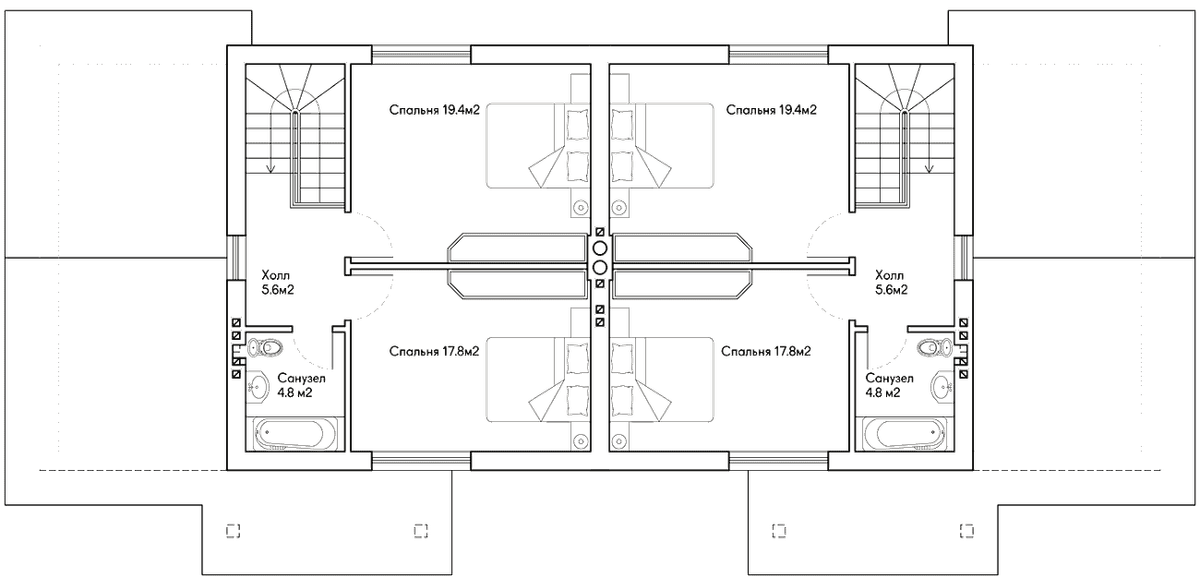 Спальня 19.4м2
Спальня 19.4м2
Холл
5.6м2
Холл
5.6м2
Спальня 17.8м2
Спальня 17.8м2
Санузел
4.8 м2
Санузел
4.8 м2